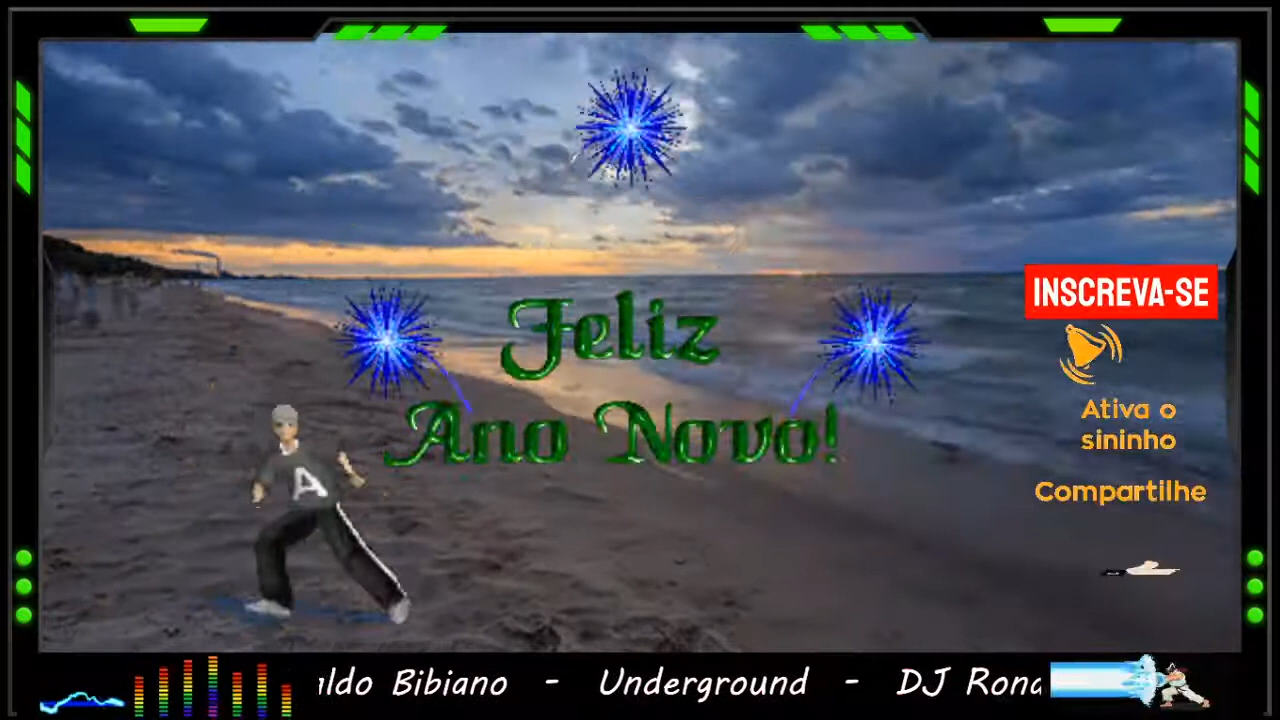 Feliz
Ano Novo!
INSCREVA-SE
Ativa o
sininho
Compartilhe
A
ldo Bibiano - Underground - DJ Rona